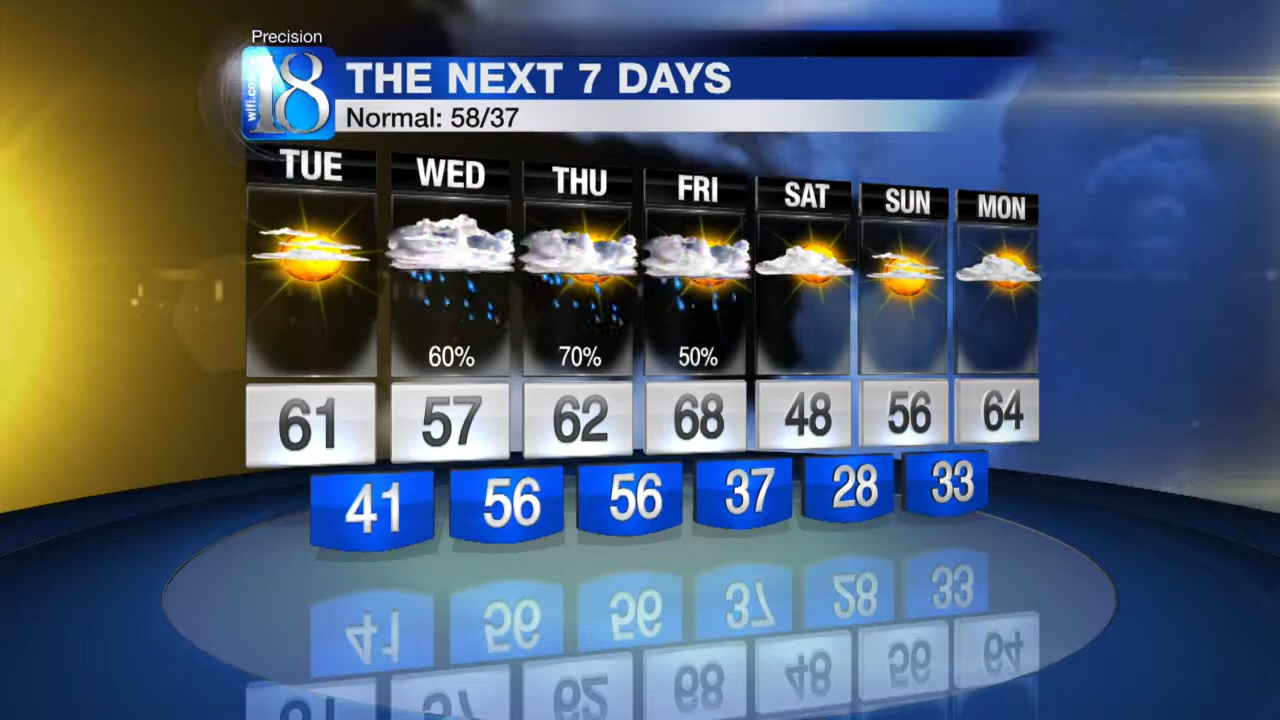 Precision
wlfi.com
18
THE NEXT 7 DAYS
Normal: 58/37
TUE WED THU FRI SAT SUN MON
60% 70% 50%
61 57 62 68 48 56 64
41 56 56 37 28 33